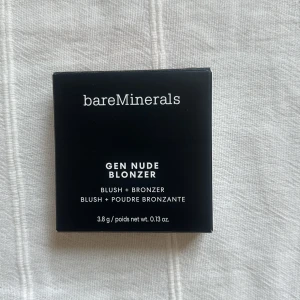 bareMinerals
GEN NUDE
BLONZER
BLUSH + BRONZER
BLUSH + POUDRE BRONZANTE
3.8 g / poids net wt. 0.13 oz.